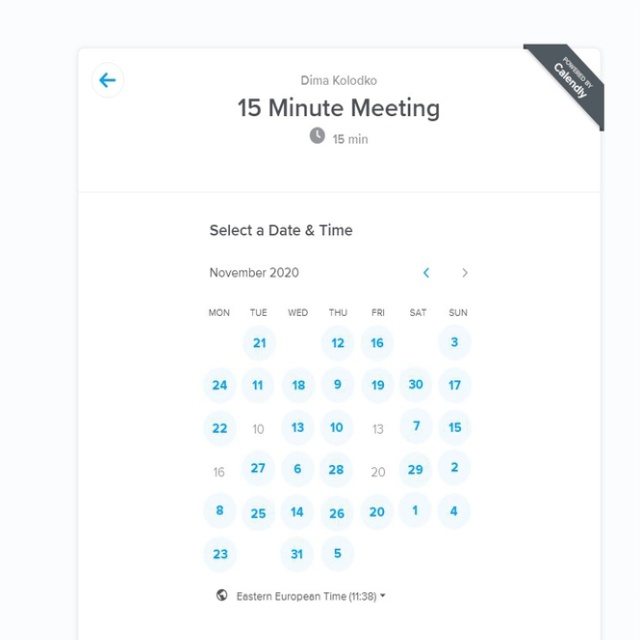 POWERED BY
Calendly
Dima Kolodko
15 Minute Meeting
15 min
Select a Date & Time
November 2020
MON TUE WED THU FRI SAT SUN
21 12 16 3
24 11 18 9 19 30 17
22 10 13 10 13 7 15
16 27 6 28 20 29 2
8 25 14 26 20 1 4
23 31 5
Eastern European Time (11:38)